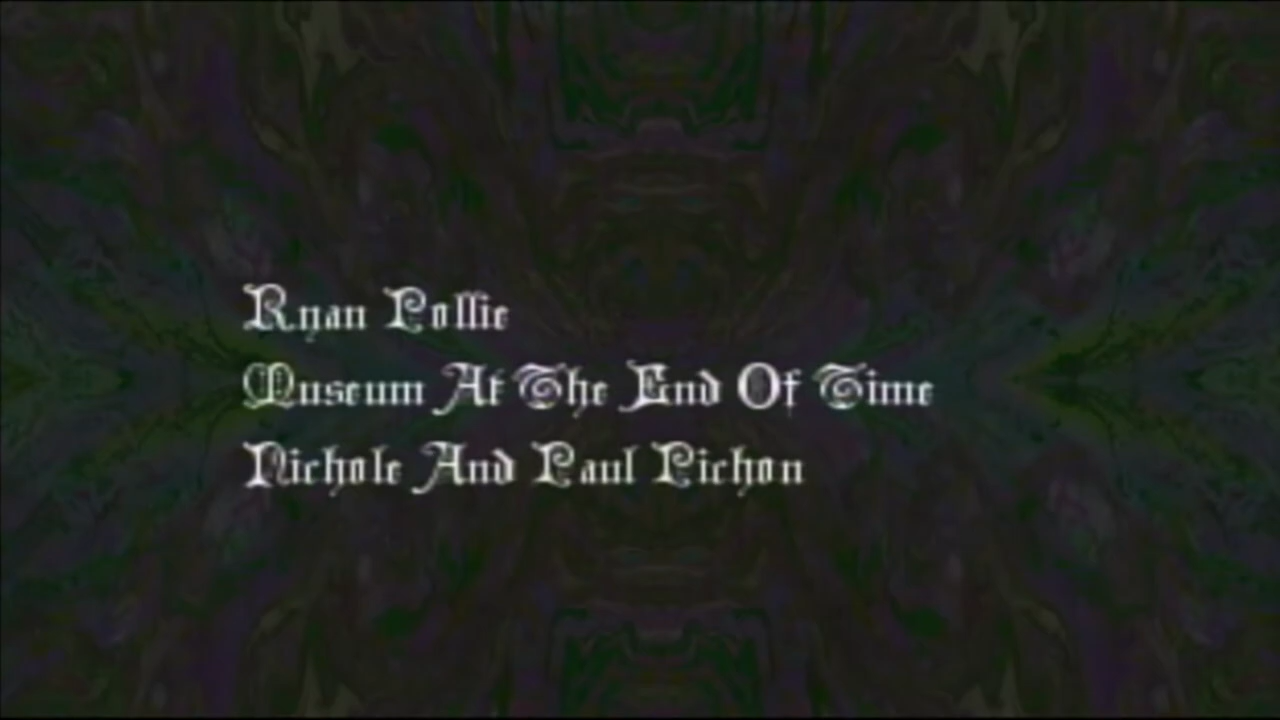 Ryan Pollie
Museum At The End Of Time
Nichole And Paul Pichon